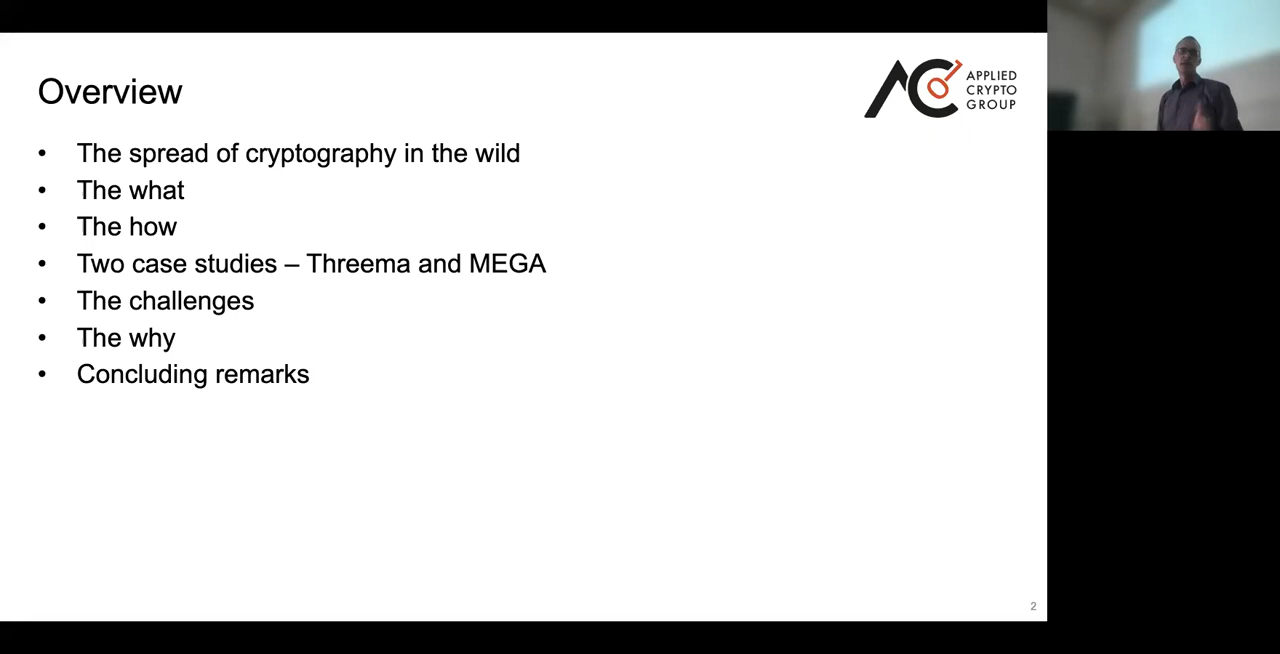 Overview
APPLIED
CRYPTO
GROUP
• The spread of cryptography in the wild
• The what
• The how
• Two case studies – Threema and MEGA
• The challenges
• The why
• Concluding remarks
2